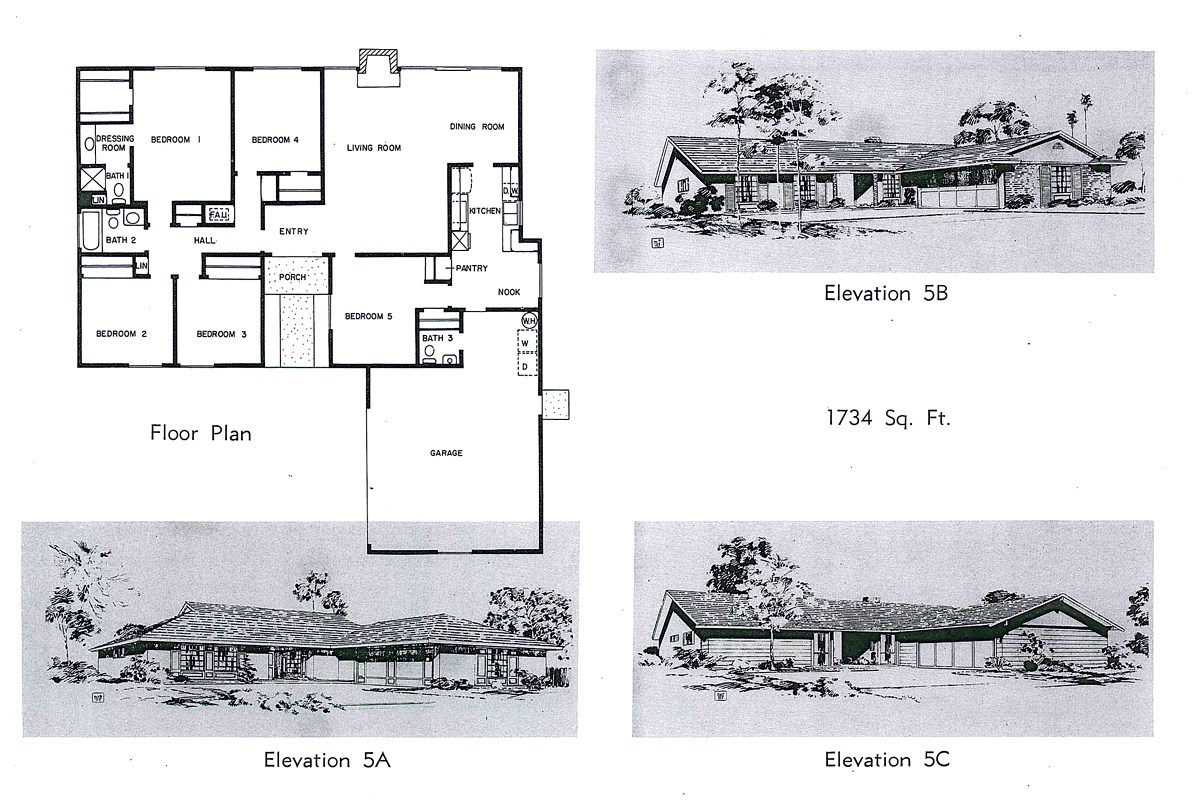 DRESSING
ROOM
BEDROOM 1
BEDROOM 4
LIVING ROOM
DINING ROOM
BATH 1
LIN
F.A.U.
D.W.
KITCHEN
BATH 2
HALL
ENTRY
LIN
PORCH
PANTRY
NOOK
BEDROOM 2
BEDROOM 3
BEDROOM 5
BATH 3
W.H.
W
D
GARAGE
Floor Plan
Elevation 5B
1734 Sq. Ft.
Elevation 5A
Elevation 5C